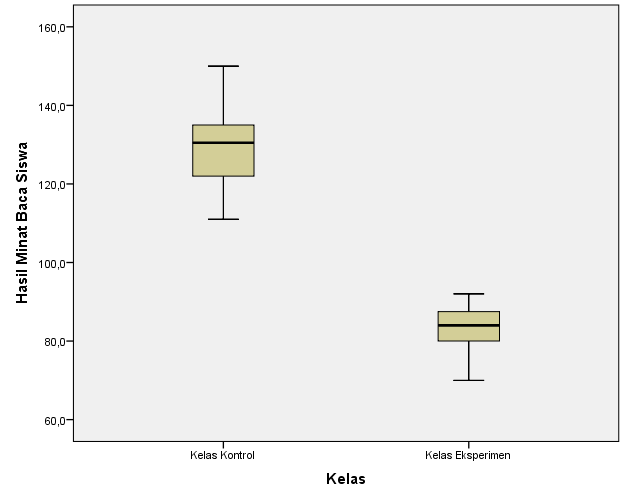 160,0
140,0
120,0
100,0
80,0
60,0
Hasil Minat Baca Siswa
Kelas Kontrol
Kelas Eksperimen
Kelas